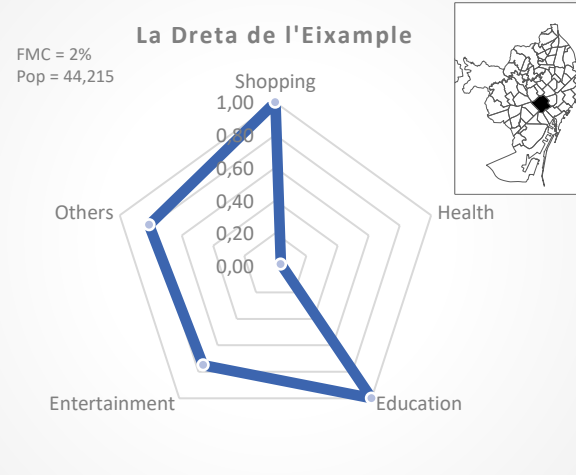 La Dreta de l'Eixample
FMC = 2%
Pop = 44,215
Shopping
1,00
0,80
0,60
0,40
0,20
0,00
Others
Health
Entertainment
Education